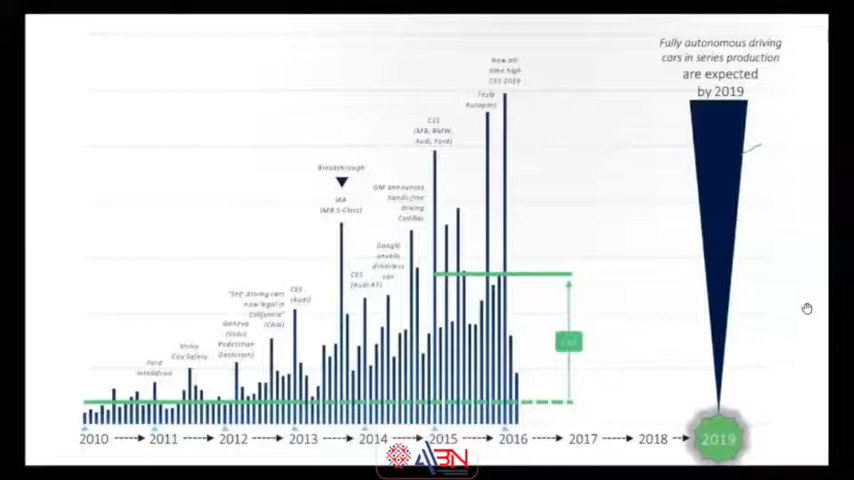 Fully autonomous driving
cars in series production
are expected
by 2019
New all-
time high
CES 2016
Tesla
Autopilot
CES
(MB, BMW,
Audi, Ford)
Breakthrough
IAA
(MB S-Class)
GM announces
hands-free
driving
Cadillac
Google
unveils
driverless
car
CES
(Audi A7)
"Self-driving cars
now legal in
California"
(CNN)
CES
(Audi)
Geneva
(Volvo)
Pedestrian
Detection)
Volvo
City Safety
Ford
2010
2011
2012
2013
2014
2015
2016
2017
2018
2019
ABN